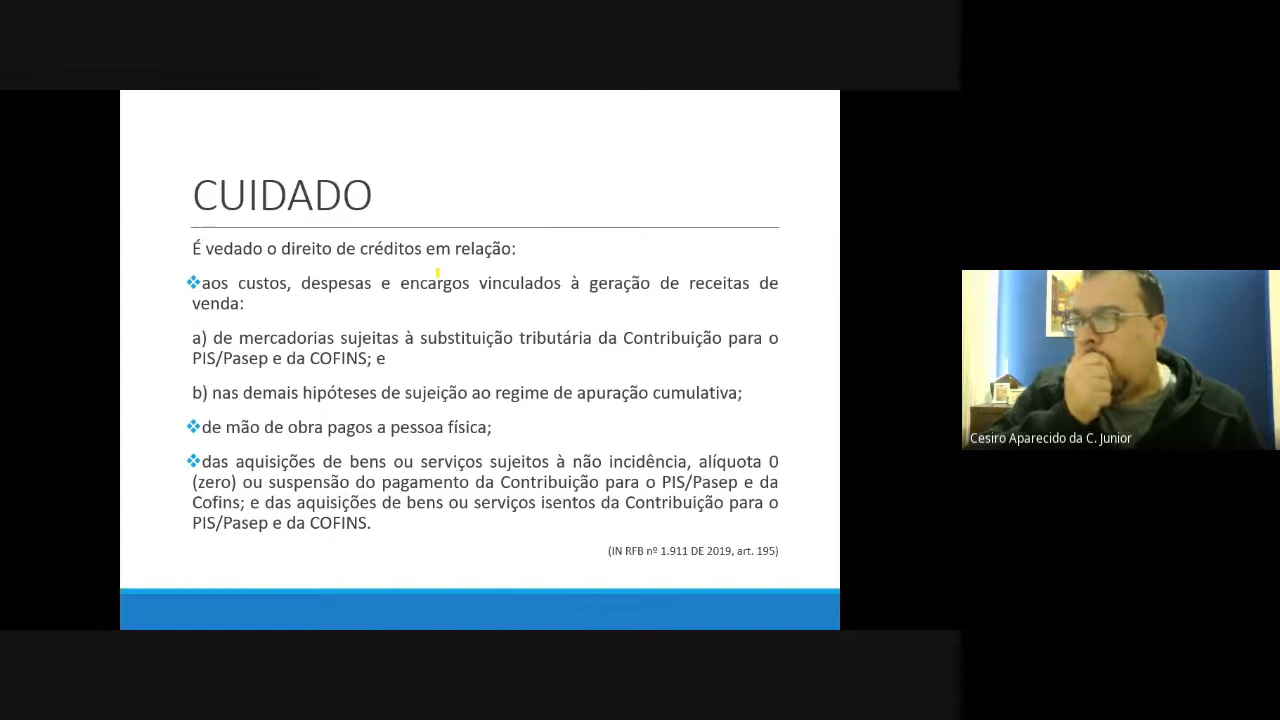 CUIDADO
É vedado o direito de créditos em relação:
❖aos custos, despesas e encargos vinculados à geração de receitas de
venda:
a) de mercadorias sujeitas à substituição tributária da Contribuição para o
PIS/Pasep e da COFINS; e
b) nas demais hipóteses de sujeição ao regime de apuração cumulativa;
❖de mão de obra pagos a pessoa física;
❖das aquisições de bens ou serviços sujeitos à não incidência, alíquota 0
(zero) ou suspensão do pagamento da Contribuição para o PIS/Pasep e da
Cofins; e das aquisições de bens ou serviços isentos da Contribuição para o
PIS/Pasep e da COFINS.
(IN RFB nº 1.911 DE 2019, art. 195)
Cesiro Aparecido da C. Junior